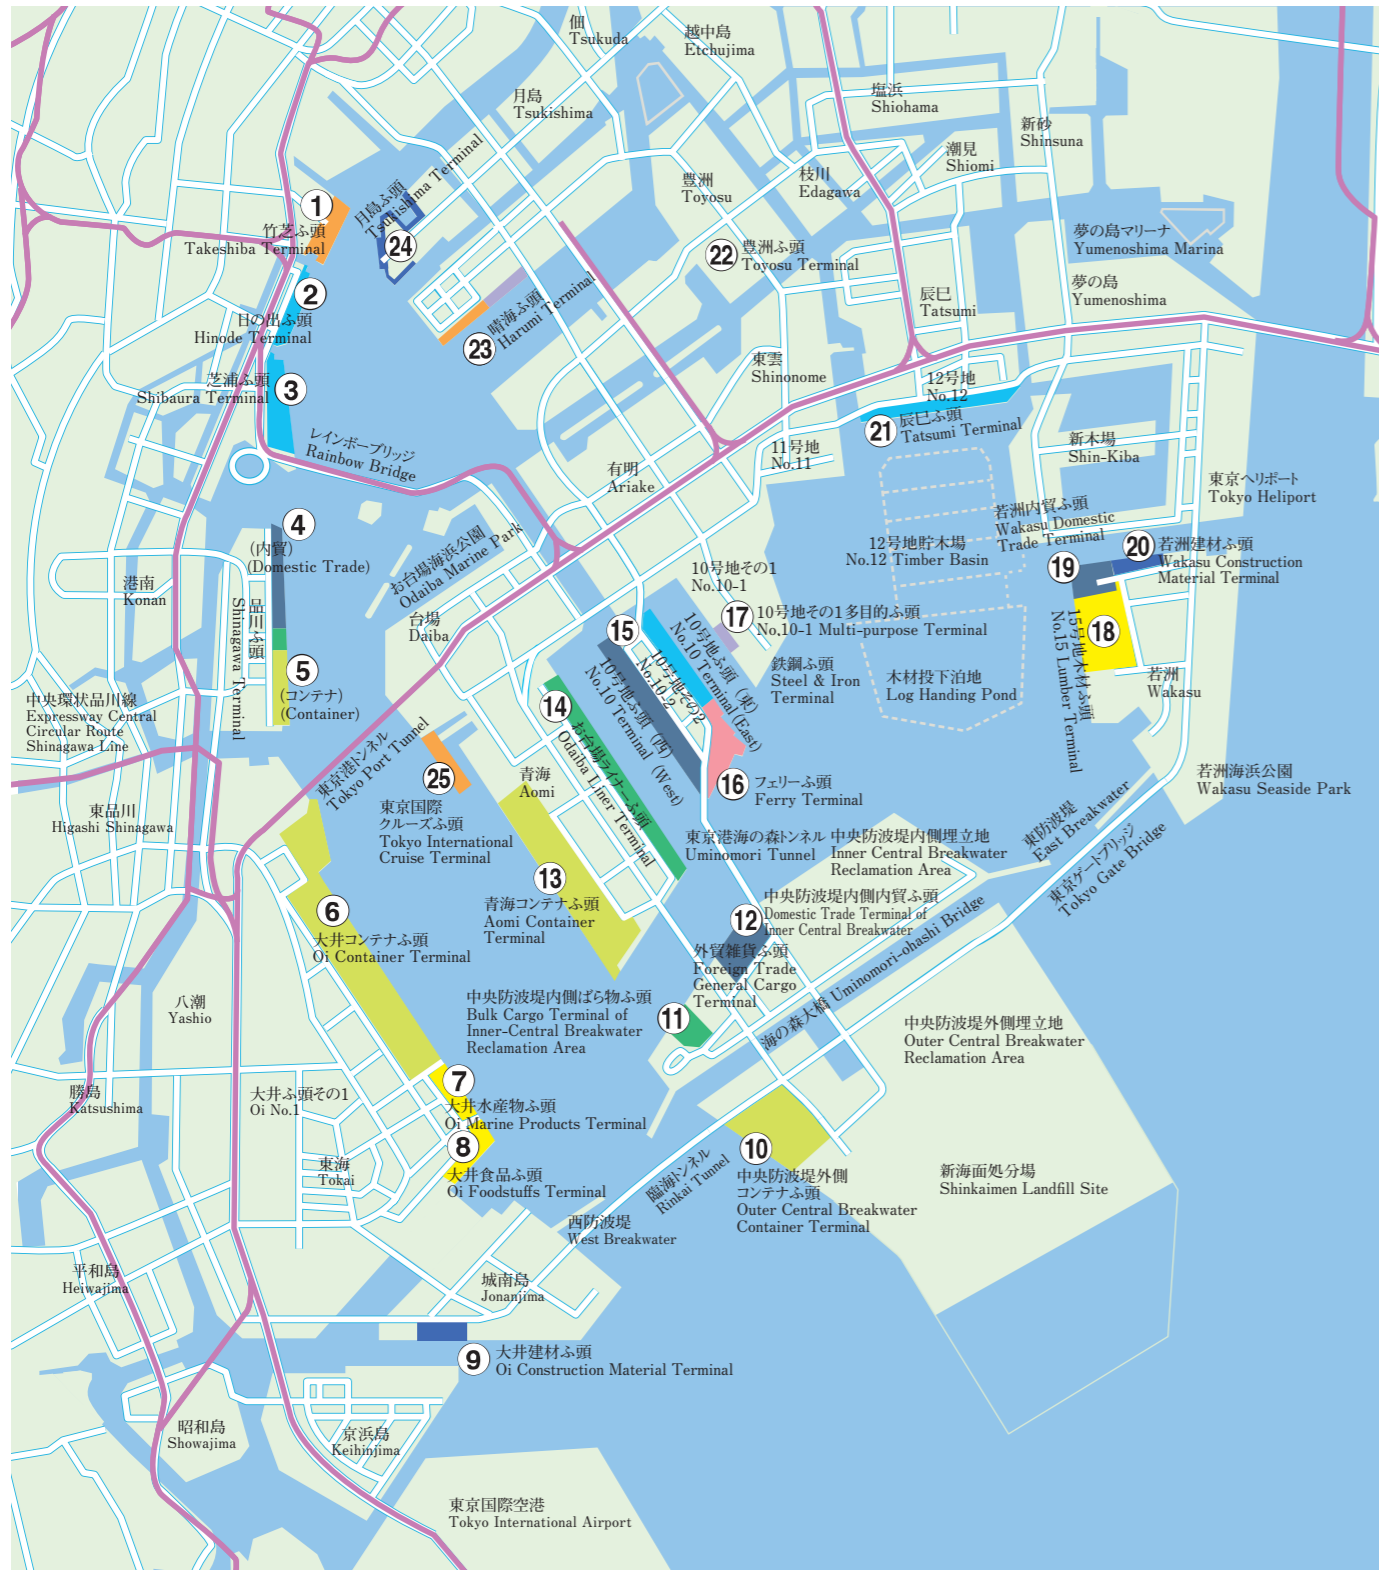 佃
Tsukuda
越中島
Etchujima
月島
Tsukishima
塩浜
Shiohama
新砂
Shinsuna
潮見
Shiomi
枝川
Edagawa
豊洲
Toyosu
1
竹芝ふ頭
Takeshiba Terminal
月島ふ頭
Tsukishima Terminal
24
22
豊洲ふ頭
Toyosu Terminal
夢の島マリーナ
Yumenoshima Marina
夢の島
Yumenoshima
辰巳
Tatsumi
2
日の出ふ頭
Hinode Terminal
晴海ふ頭
Harumi Terminal
23
東雲
Shinonome
3
芝浦ふ頭
Shibaura Terminal
12号地
No.12
21
辰巳ふ頭
Tatsumi Terminal
レインボーブリッジ
Rainbow Bridge
11号地
No.11
新木場
Shin-Kiba
有明
Ariake
東京ヘリポート
Tokyo Heliport
4
(内貿)
(Domestic Trade)
お台場海浜公園
Odaiba Marine Park
若洲内貿ふ頭
Wakasu Domestic
Trade Terminal
12号地貯木場
No.12 Timber Basin
19
20
若洲建材ふ頭
Wakasu Construction
Material Terminal
港南
Konan
品川ふ頭
Shinagawa Terminal
台場
Daiba
10号地その1
No.10-1
17
10号地その1多目的ふ頭
No.10-1 Multi-purpose Terminal
15
10号地ふ頭(西)
No.10 Terminal (West)
10号地その2
No.10-2
10号地ふ頭(東)
No.10 Terminal (East)
18
15号地木材ふ頭
No.15 Lumber Terminal
鉄鋼ふ頭
Steel & Iron
Terminal
木材投下泊地
Log Handing Pond
若洲
Wakasu
5
(コンテナ)
(Container)
中央環状品川線
Expressway Central
Circular Route
Shinagawa Line
14
お台場ライナーふ頭
Odaiba Liner Terminal
東京港トンネル
Tokyo Port Tunnel
25
東京国際
クルーズふ頭
Tokyo International
Cruise Terminal
青海
Aomi
16
フェリーふ頭
Ferry Terminal
若洲海浜公園
Wakasu Seaside Park
東品川
Higashi Shinagawa
東京港海の森トンネル
Uminomori Tunnel
中央防波堤内側埋立地
Inner Central Breakwater
Reclamation Area
東防波堤
East Breakwater
東京ゲートブリッジ
Tokyo Gate Bridge
13
青海コンテナふ頭
Aomi Container
Terminal
12
中央防波堤内側内貿ふ頭
Domestic Trade Terminal of
Inner Central Breakwater
6
大井コンテナふ頭
Oi Container Terminal
外貿雑貨ふ頭
Foreign Trade
General Cargo
Terminal
海の森大橋 Uminomori-ohashi Bridge
中央防波堤内側ばら物ふ頭
Bulk Cargo Terminal of
Inner-Central Breakwater
Reclamation Area
11
八潮
Yashio
中央防波堤外側埋立地
Outer Central Breakwater
Reclamation Area
勝島
Katsushima
大井ふ頭その1
Oi No.1
7
大井水産物ふ頭
Oi Marine Products Terminal
8
大井食品ふ頭
Oi Foodstuffs Terminal
東海
Tokai
10
中央防波堤外側
コンテナふ頭
Outer Central Breakwater
Container Terminal
臨海トンネル
Rinkai Tunnel
新海面処分場
Shinkaimen Landfill Site
西防波堤
West Breakwater
平和島
Heiwajima
城南島
Jonanjima
9
大井建材ふ頭
Oi Construction Material Terminal
昭和島
Showajima
京浜島
Keihinjima
東京国際空港
Tokyo International Airport